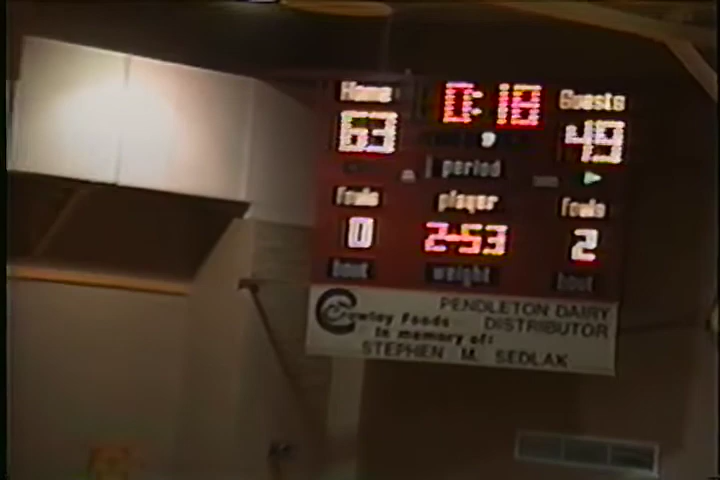 Home 0:18 Guests
63 49
period
fouls player fouls
0 2-53 2
bout weight bout
PENDLETON DAIRY
Crowley Foods DISTRIBUTOR
In memory of:
STEPHEN M. SEDLAK